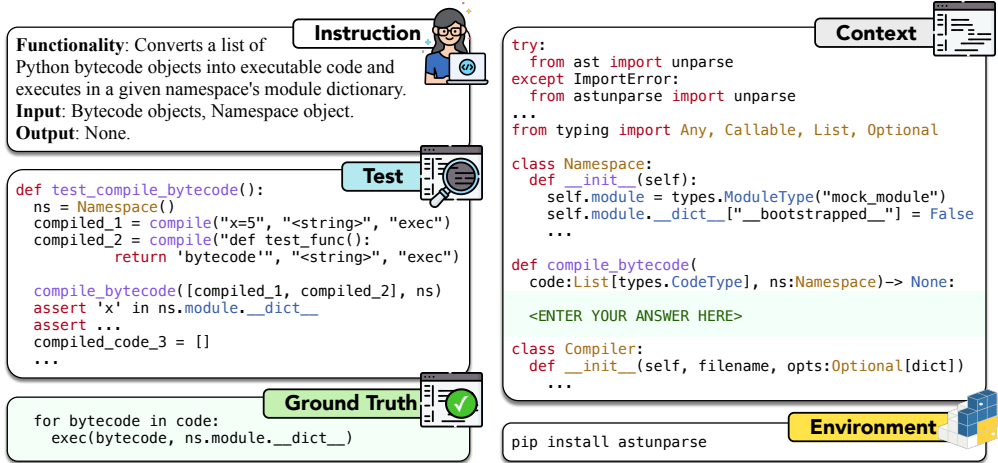 Instruction
Functionality: Converts a list of
Python bytecode objects into executable code and
executes in a given namespace's module dictionary.
Input: Bytecode objects, Namespace object.
Output: None.
Test
def test_compile_bytecode():
  ns = Namespace()
  compiled_1 = compile("x=5", "<string>", "exec")
  compiled_2 = compile("def test_func():
          return 'bytecode'", "<string>", "exec")
  compile_bytecode([compiled_1, compiled_2], ns)
  assert 'x' in ns.module.__dict__
  assert ...
  compiled_code_3 = []
  ...
Ground Truth
  for bytecode in code:
    exec(bytecode, ns.module.__dict__)
Context
try:
  from ast import unparse
except ImportError:
  from astunparse import unparse
...
from typing import Any, Callable, List, Optional
class Namespace:
  def __init__(self):
    self.module = types.ModuleType("mock_module")
    self.module.__dict__["__bootstrapped__"] = False
    ...
def compile_bytecode(
  code:List[types.CodeType], ns:Namespace)-> None:
  <ENTER YOUR ANSWER HERE>
class Compiler:
  def __init__(self, filename, opts:Optional[dict])
    ...
Environment
pip install astunparse